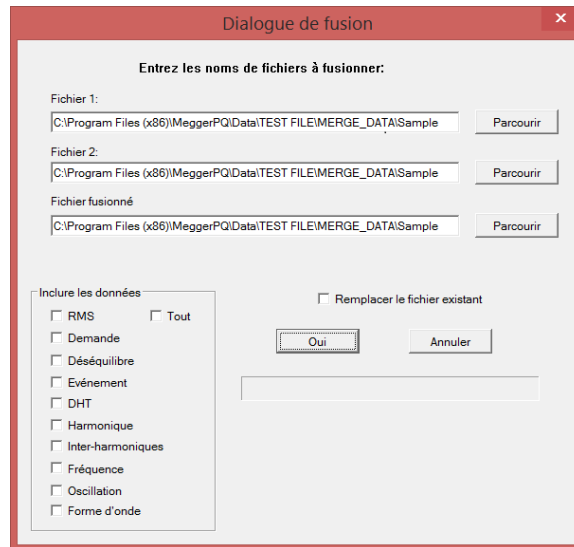 Dialogue de fusion
x
Entrez les noms de fichiers à fusionner:
Fichier 1:
C:\Program Files (x86)\MeggerPQ\Data\TEST FILE\MERGE_DATA\Sample
Parcourir
Fichier 2:
C:\Program Files (x86)\MeggerPQ\Data\TEST FILE\MERGE_DATA\Sample
Parcourir
Fichier fusionné
C:\Program Files (x86)\MeggerPQ\Data\TEST FILE\MERGE_DATA\Sample
Parcourir
Inclure les données
RMS Tout
Demande
Déséquilibre
Evénement
DHT
Harmonique
Inter-harmoniques
Fréquence
Oscillation
Forme d'onde
Remplacer le fichier existant
Oui Annuler